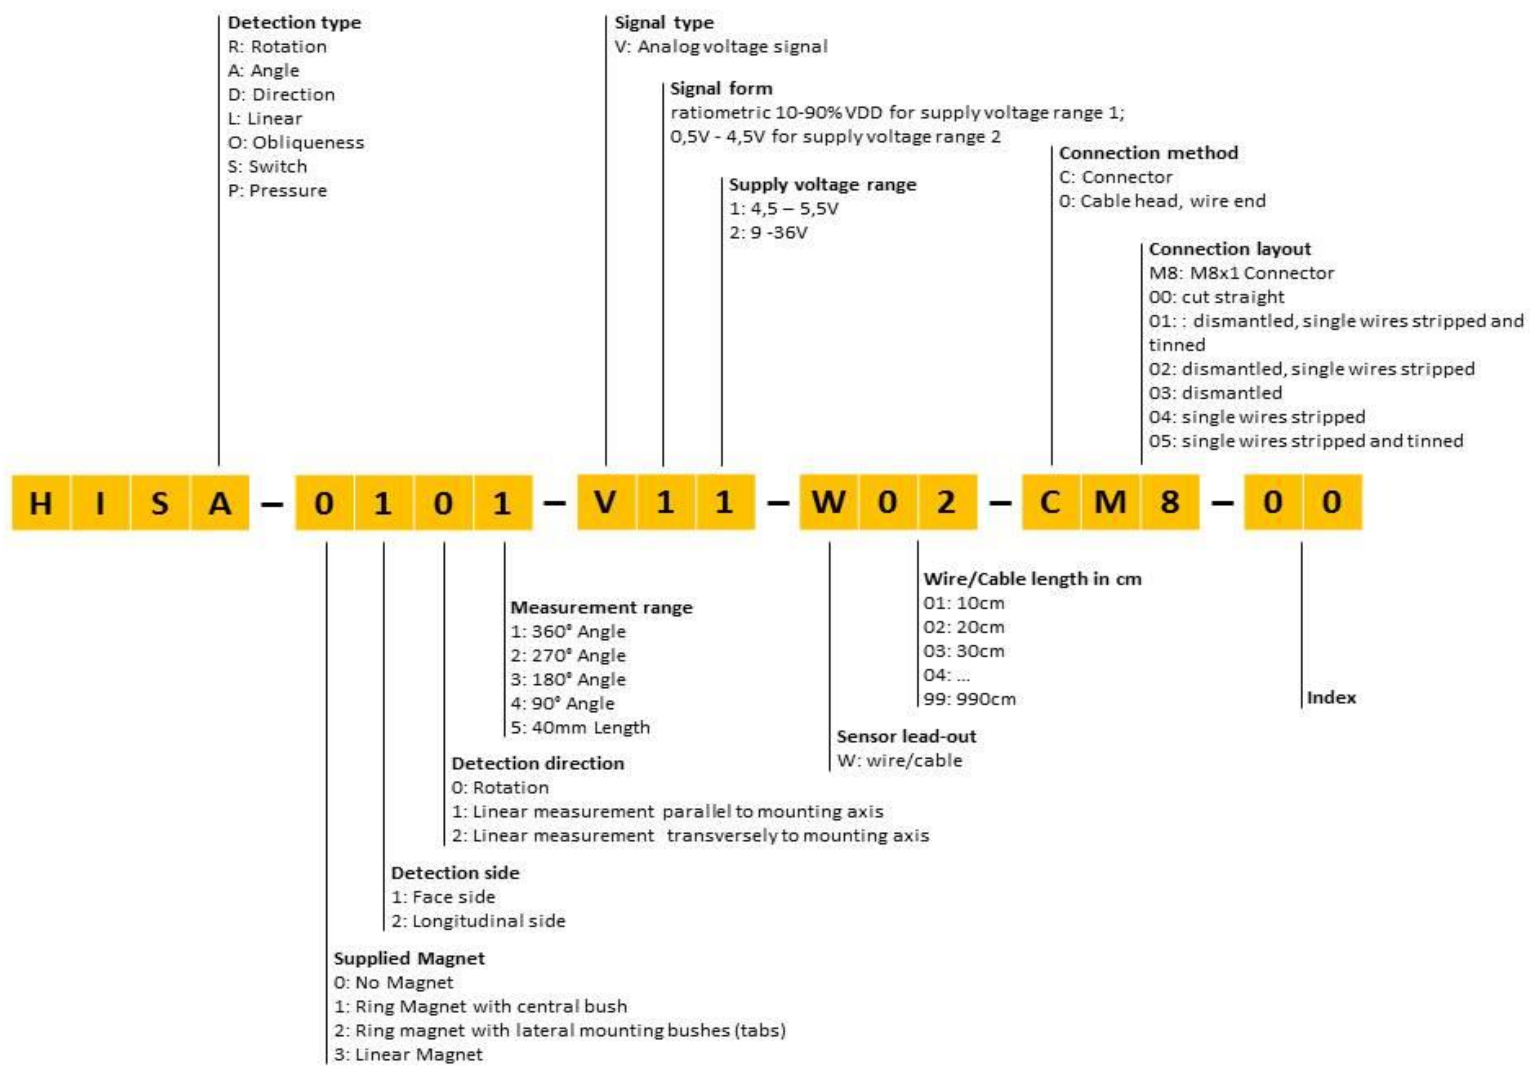 Detection type
R: Rotation
A: Angle
D: Direction
L: Linear
O: Obliqueness
S: Switch
P: Pressure
Signal type
V: Analog voltage signal
Signal form
ratiometric 10-90% VDD for supply voltage range 1;
0,5V - 4,5V for supply voltage range 2
Supply voltage range
1: 4,5 – 5,5V
2: 9 -36V
Connection method
C: Connector
0: Cable head, wire end
Connection layout
M8: M8x1 Connector
00: cut straight
01: : dismantled, single wires stripped and
tinned
02: dismantled, single wires stripped
03: dismantled
04: single wires stripped
05: single wires stripped and tinned
H I S A – 0 1 0 1 – V 1 1 – W 0 2 – C M 8 – 0 0
Measurement range
1: 360° Angle
2: 270° Angle
3: 180° Angle
4: 90° Angle
5: 40mm Length
Detection direction
0: Rotation
1: Linear measurement parallel to mounting axis
2: Linear measurement transversely to mounting axis
Detection side
1: Face side
2: Longitudinal side
Supplied Magnet
0: No Magnet
1: Ring Magnet with central bush
2: Ring magnet with lateral mounting bushes (tabs)
3: Linear Magnet
Wire/Cable length in cm
01: 10cm
02: 20cm
03: 30cm
04: ...
99: 990cm
Sensor lead-out
W: wire/cable
Index